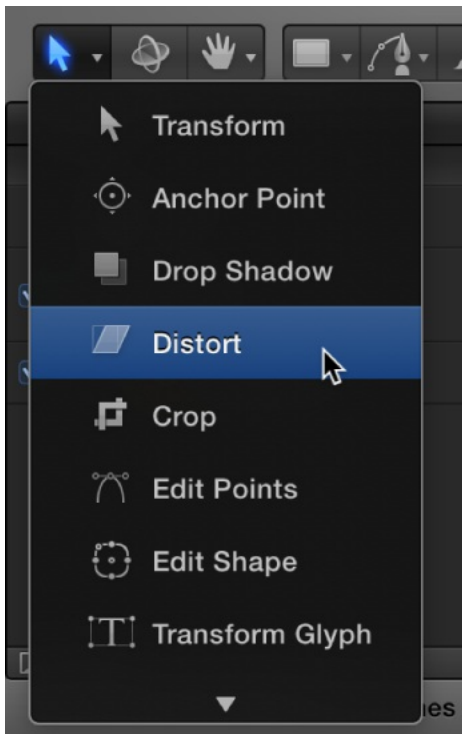 Transform
Anchor Point
Drop Shadow
Distort
Crop
Edit Points
Edit Shape
Transform Glyph